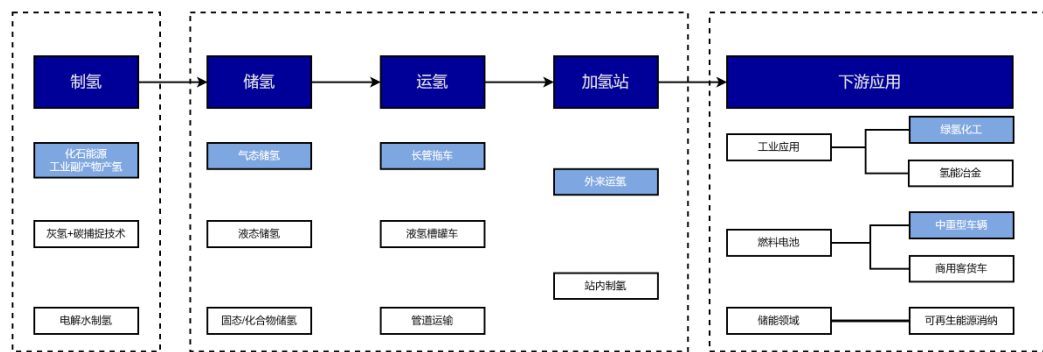 制氢
储氢
运氢
加氢站
下游应用
化石能源
工业副产物产氢
气态储氢
长管拖车
外来运氢
工业应用
绿氢化工
氢能冶金
灰氢+碳捕捉技术
液态储氢
液氢槽罐车
站内制氢
燃料电池
中重型车辆
商用客货车
电解水制氢
固态/化合物储氢
管道运输
储能领域
可再生能源消纳